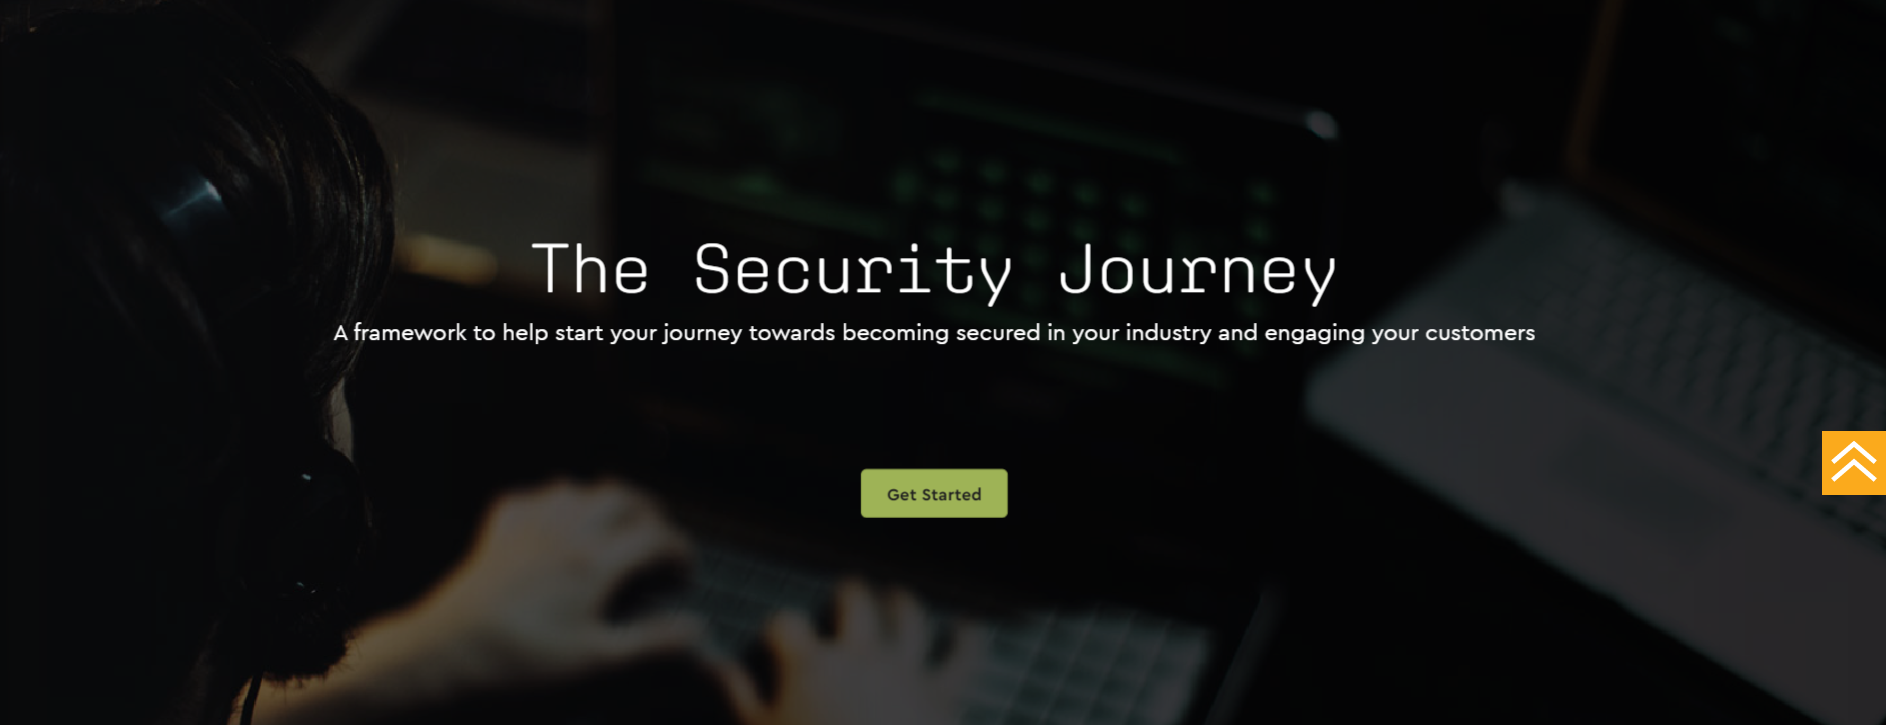 The Security Journey
A framework to help start your journey towards becoming secured in your industry and engaging your customers
Get Started